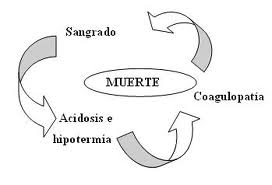 Sangrado
MUERTE
Coagulopatía
Acidosis e
hipotermia